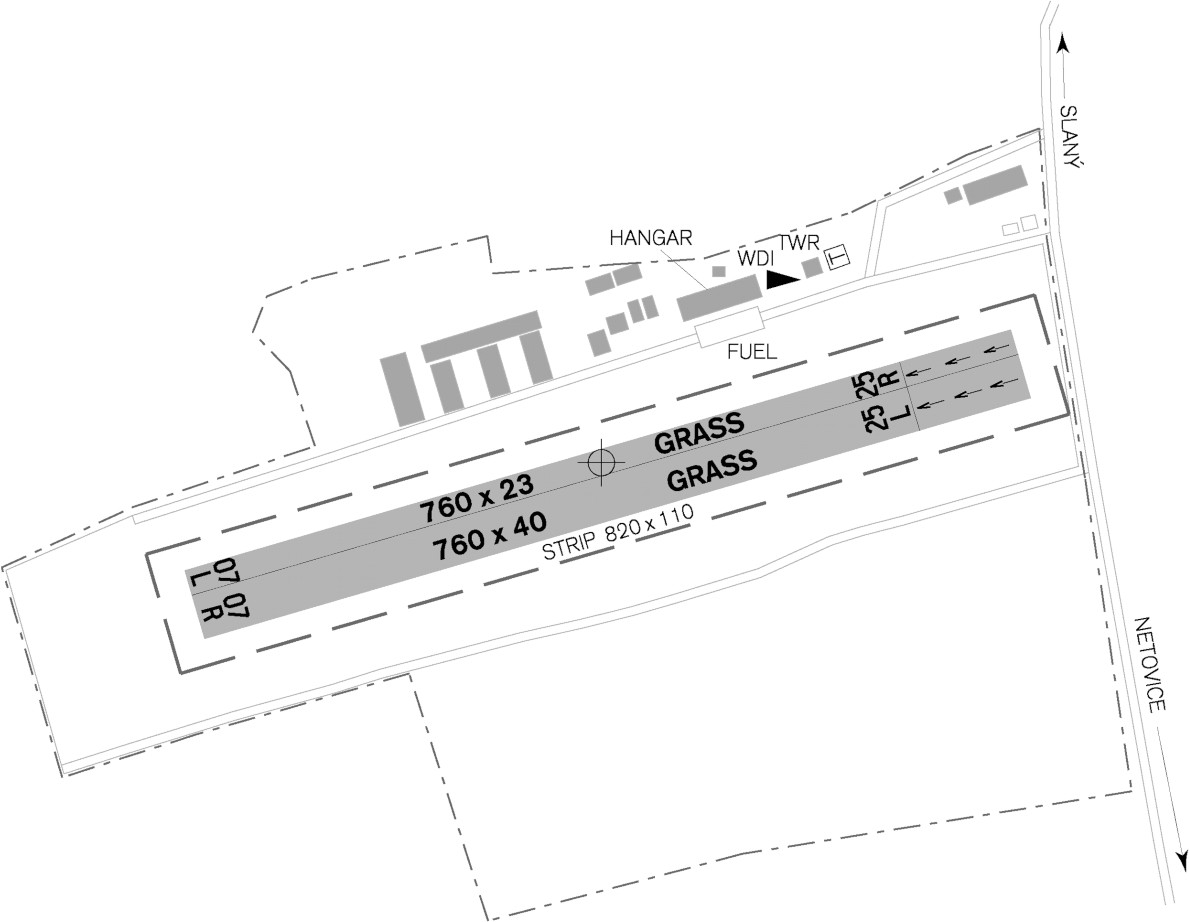 SLANÝ
HANGAR
WDI
TWR
T
FUEL
25
R
25
L
GRASS
GRASS
760 x 23
760 x 40
STRIP 820 x 110
07
L
07
R
NETOVICE